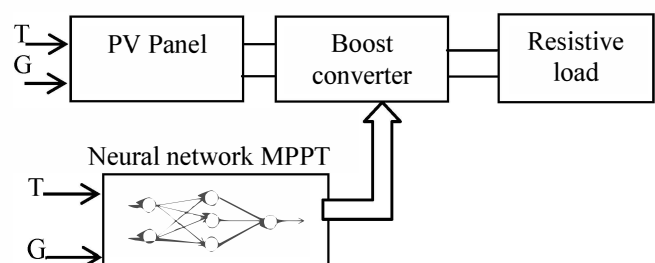 T
G
PV Panel
Boost
converter
Resistive
load
Neural network MPPT
T
G